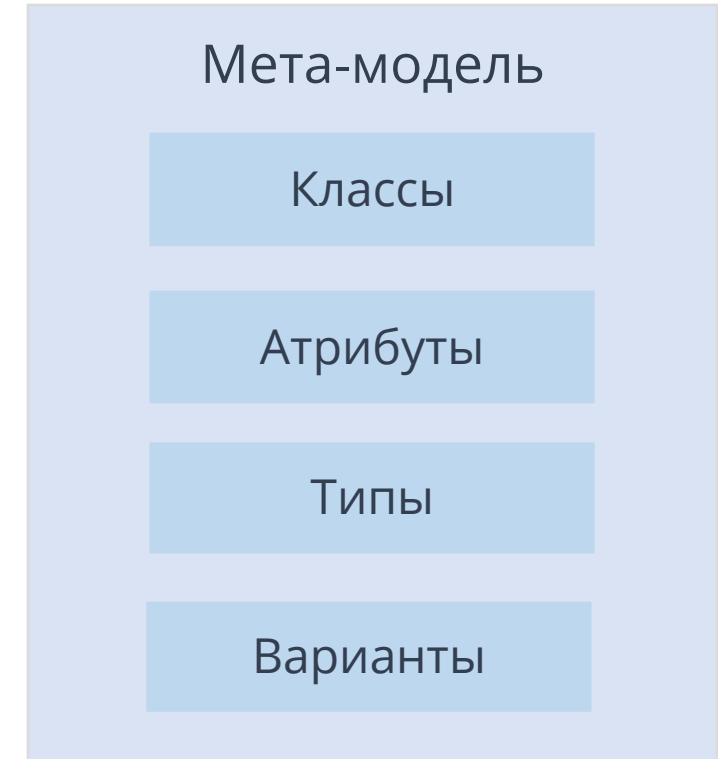 Мета-модель
Классы
Атрибуты
Типы
Варианты